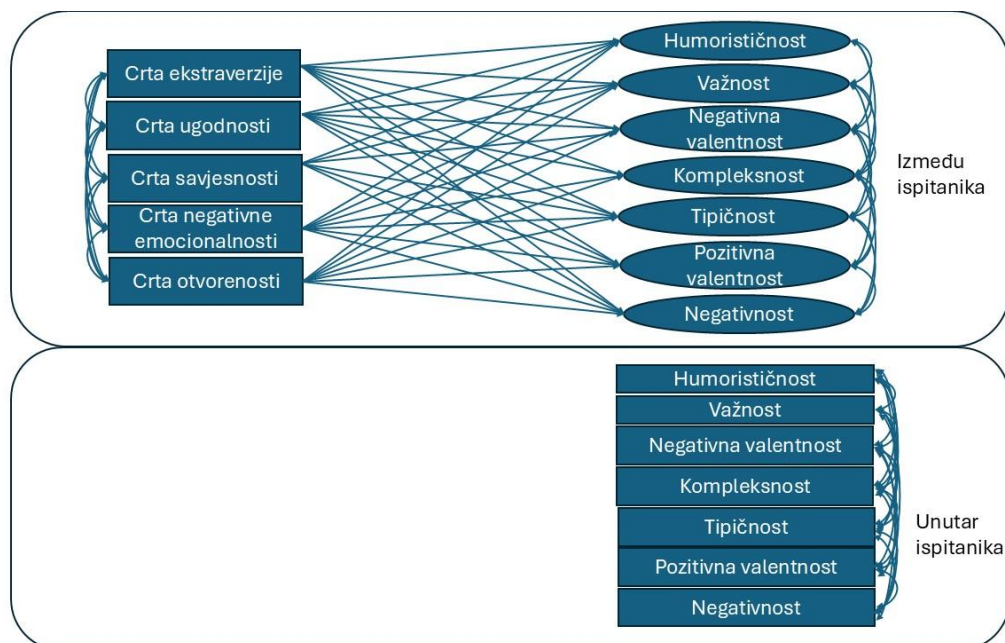 Crta ekstraverzije
Crta ugodnosti
Crta savjesnosti
Crta negativne
emocionalnosti
Crta otvorenosti
Humorističnost
Važnost
Negativna
valentnost
Kompleksnost
Tipičnost
Pozitivna
valentnost
Negativnost
Između
ispitanika
Humorističnost
Važnost
Negativna valentnost
Kompleksnost
Tipičnost
Pozitivna valentnost
Negativnost
Unutar
ispitanika